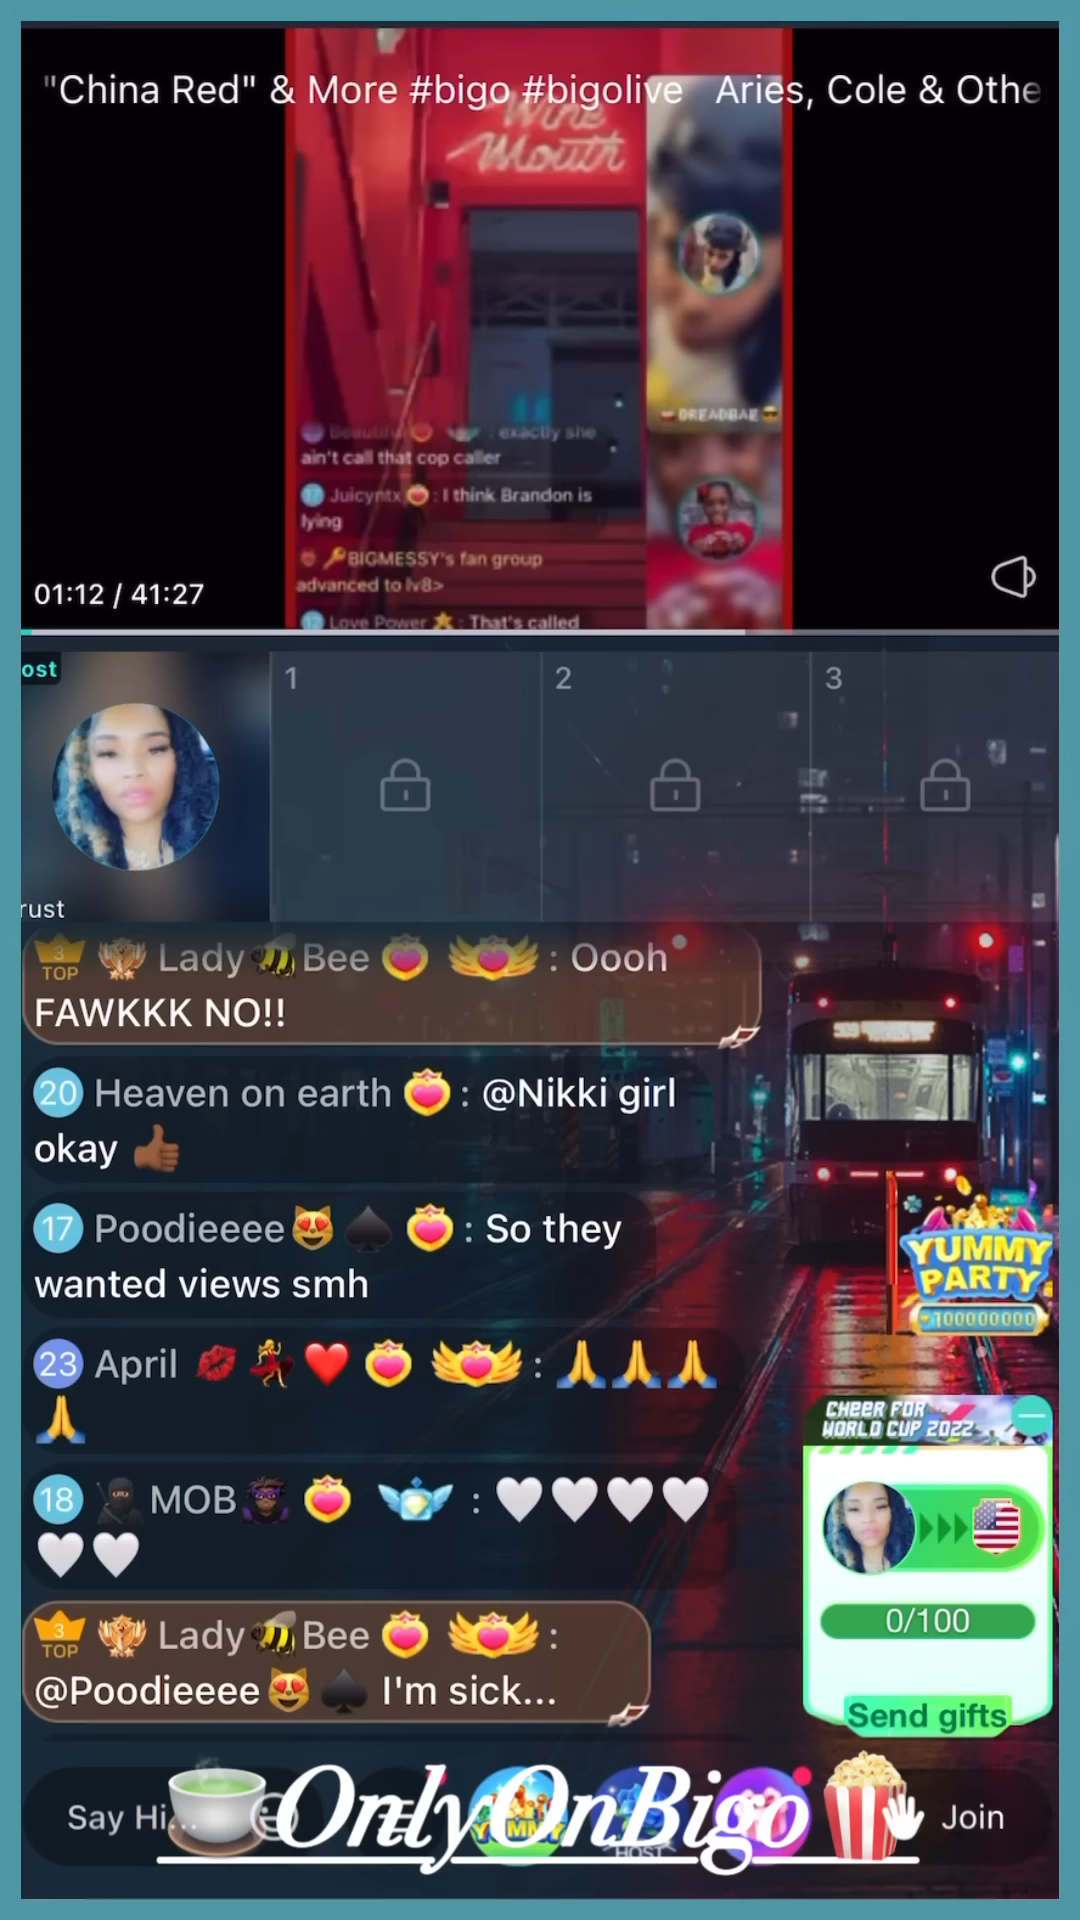 "China Red" & More #bigo #bigolive Aries, Cole & Othe
Wine
Mouth
DREADBAE 😎
Beautiful : exactly she
ain't call that cop caller
17 Juicyntx : I think Brandon is
lying
BIGMESSY's fan group
advanced to lv8>
Love Power ⭐ : That's called
01:12 / 41:27
ost
1
2
3
rust
3 TOP Lady🐝Bee : Oooh
FAWKKK NO!!
20 Heaven on earth : @Nikki girl
okay 👍🏾
17 Poodieeee😻♠️ : So they
wanted views smh
23 April 💋💃❤️ : 🙏🙏🙏
🙏
18 🥷MOB : 🤍🤍🤍🤍
🤍🤍
3 TOP Lady🐝Bee :
@Poodieeee😻♠️ I'm sick...
YUMMY
PARTY
100000000
CHEER FOR
WORLD CUP 2022
0/100
Send gifts
Say Hi...
🍵OnlyOnBigo🍿
YUMMY
HOST
Join